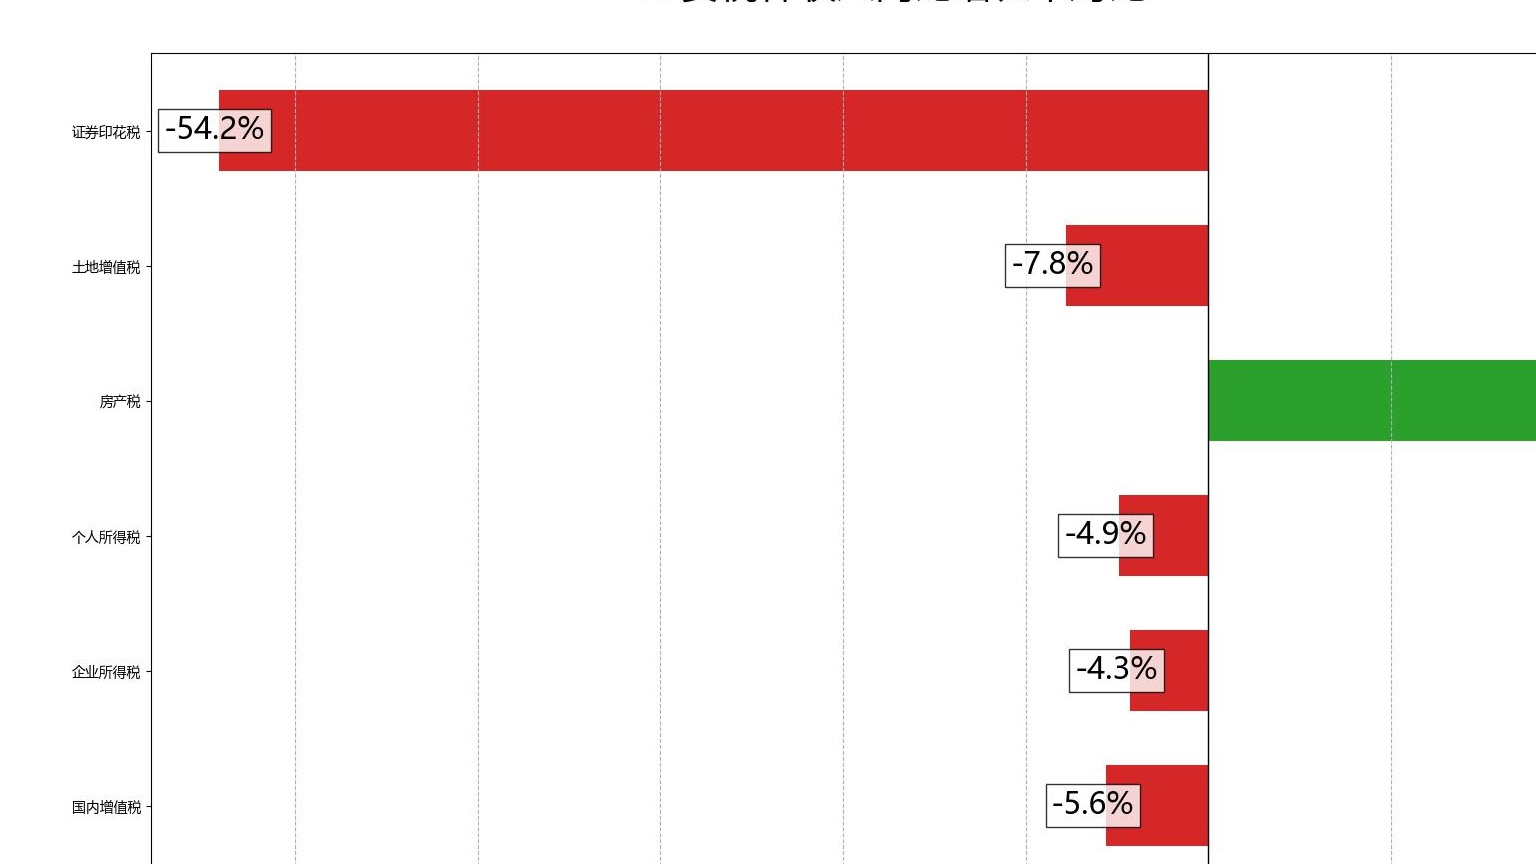 证券印花税 -54.2%
土地增值税 -7.8%
房产税
个人所得税 -4.9%
企业所得税 -4.3%
国内增值税 -5.6%